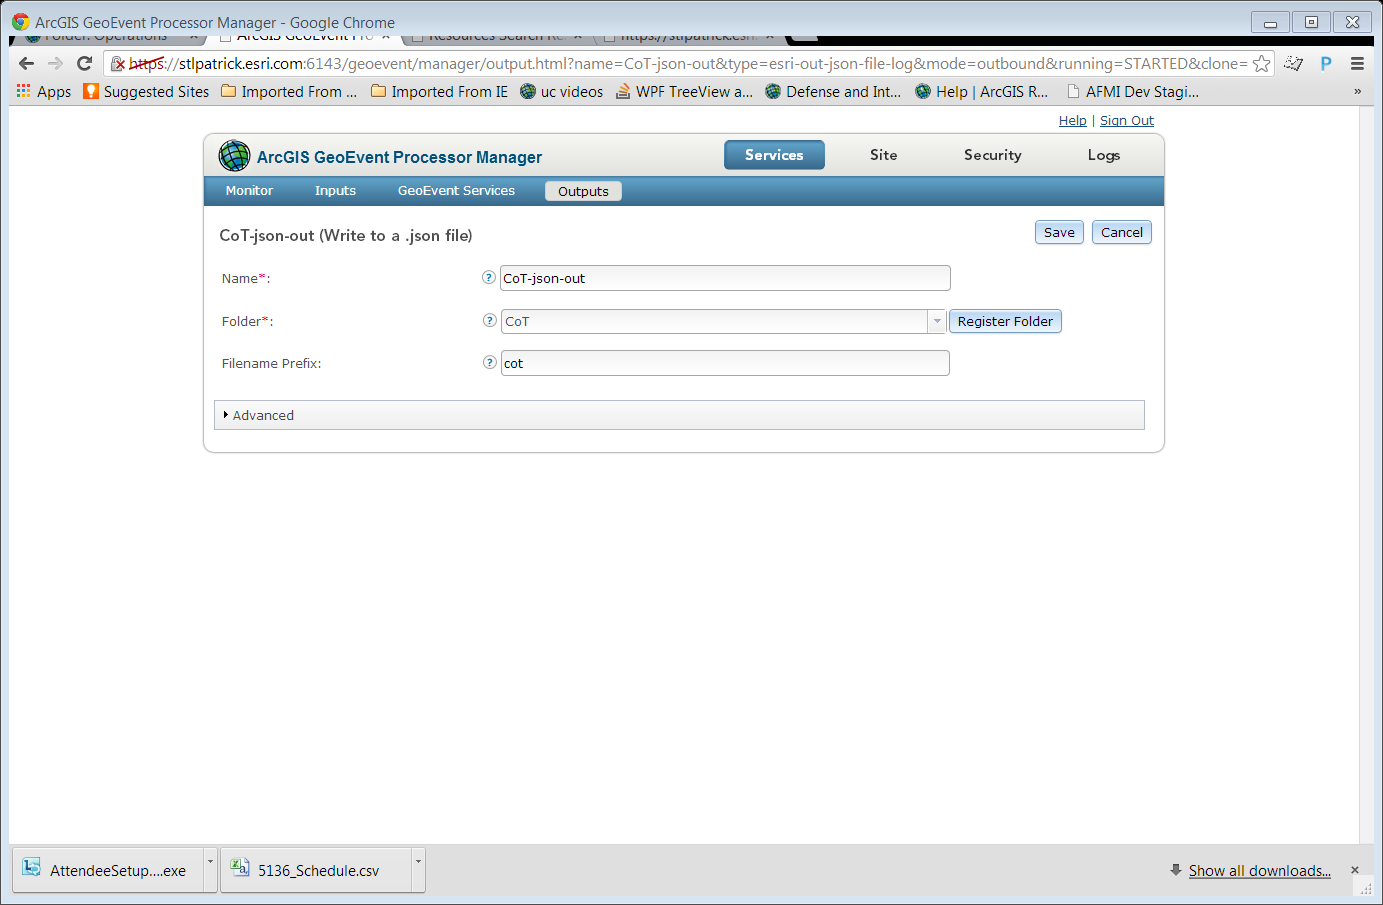 ArcGIS GeoEvent Processor Manager - Google Chrome
Folder: Operations
ArcGIS GeoEvent Pro
Resources Search Re
https://stlpatrick.es
https://stlpatrick.esri.com:6143/geoevent/manager/output.html?name=CoT-json-out&type=esri-out-json-file-log&mode=outbound&running=STARTED&clone=
Apps Suggested Sites Imported From ... Imported From IE uc videos WPF TreeView a... Defense and Int... Help | ArcGIS R... AFMI Dev Stagi... »
Help | Sign Out
ArcGIS GeoEvent Processor Manager Services Site Security Logs
Monitor Inputs GeoEvent Services Outputs
CoT-json-out (Write to a .json file) Save Cancel
Name*: ? CoT-json-out
Folder*: ? CoT Register Folder
Filename Prefix: ? cot
Advanced
AttendeeSetup....exe 5136_Schedule.csv Show all downloads...